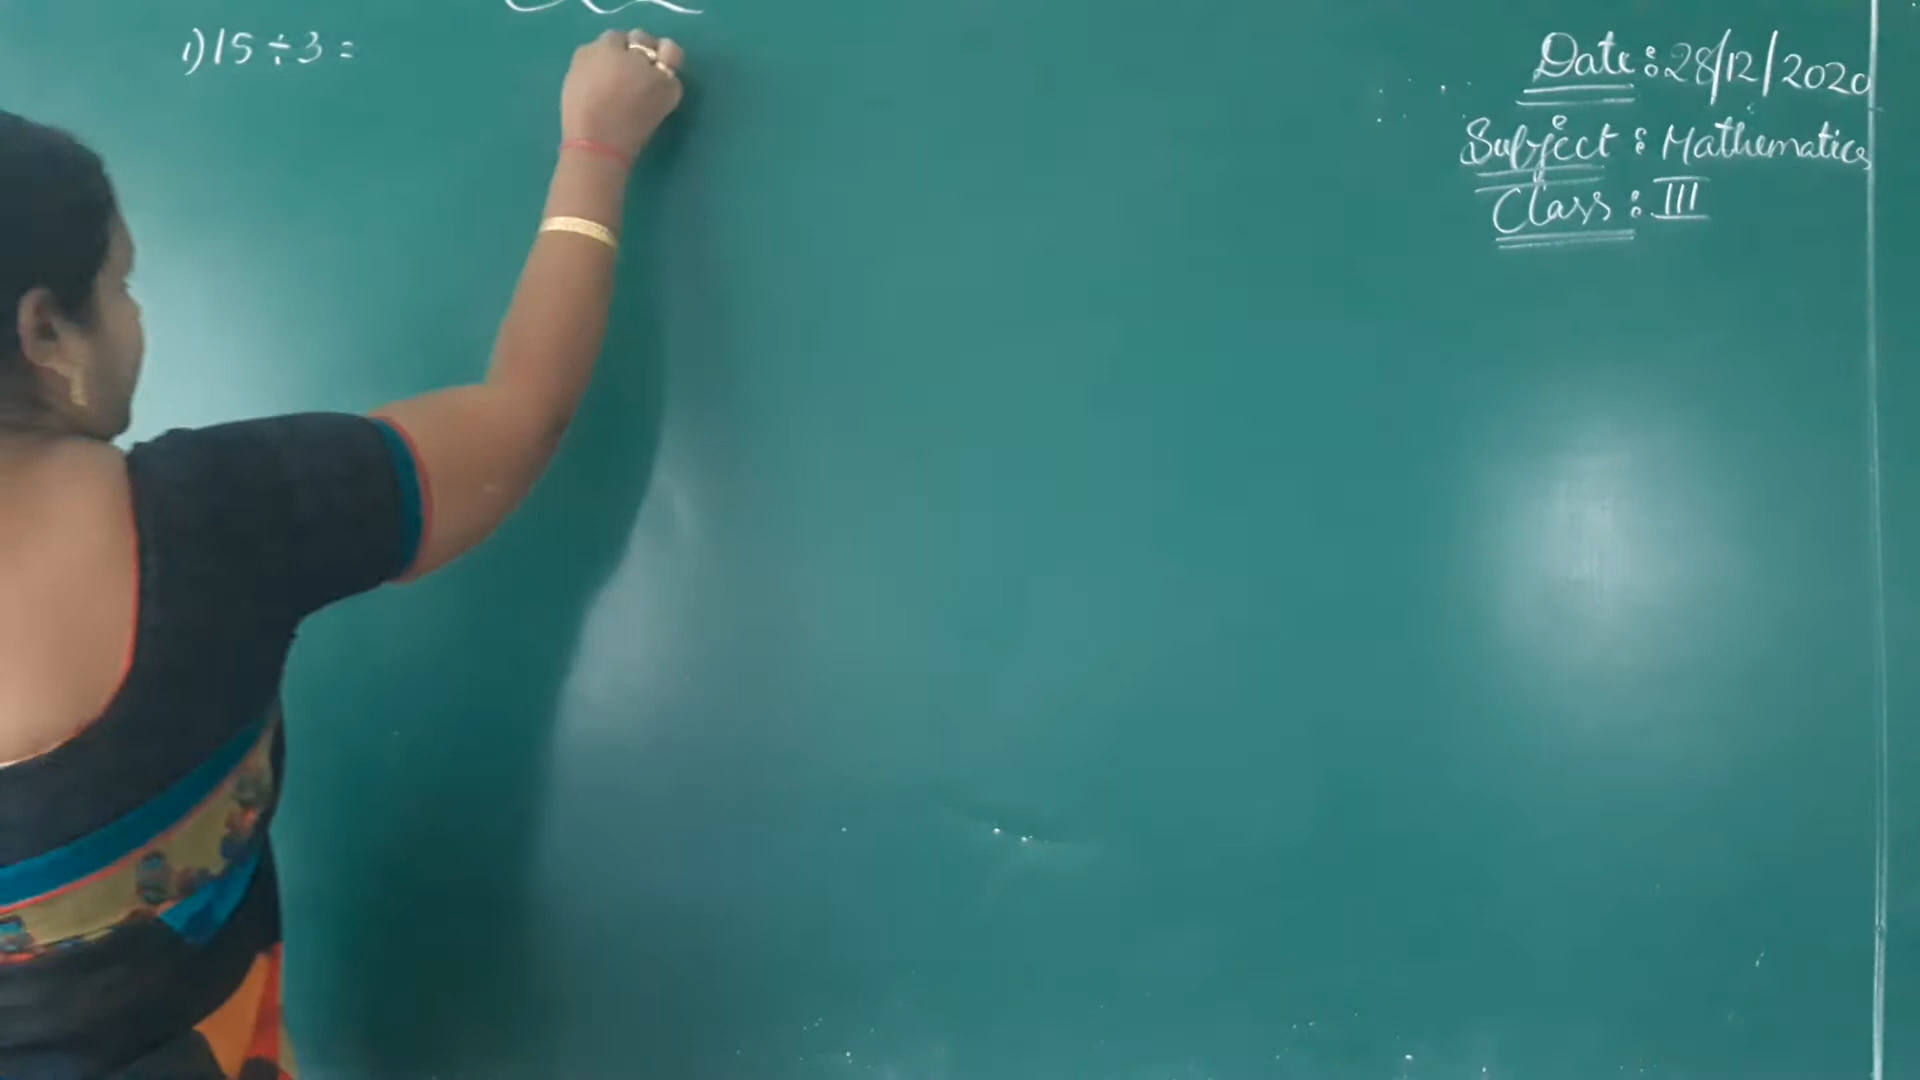 1) 15 ÷ 3 =
Date : 28/12/2020
Subject : Mathematics
Class : III